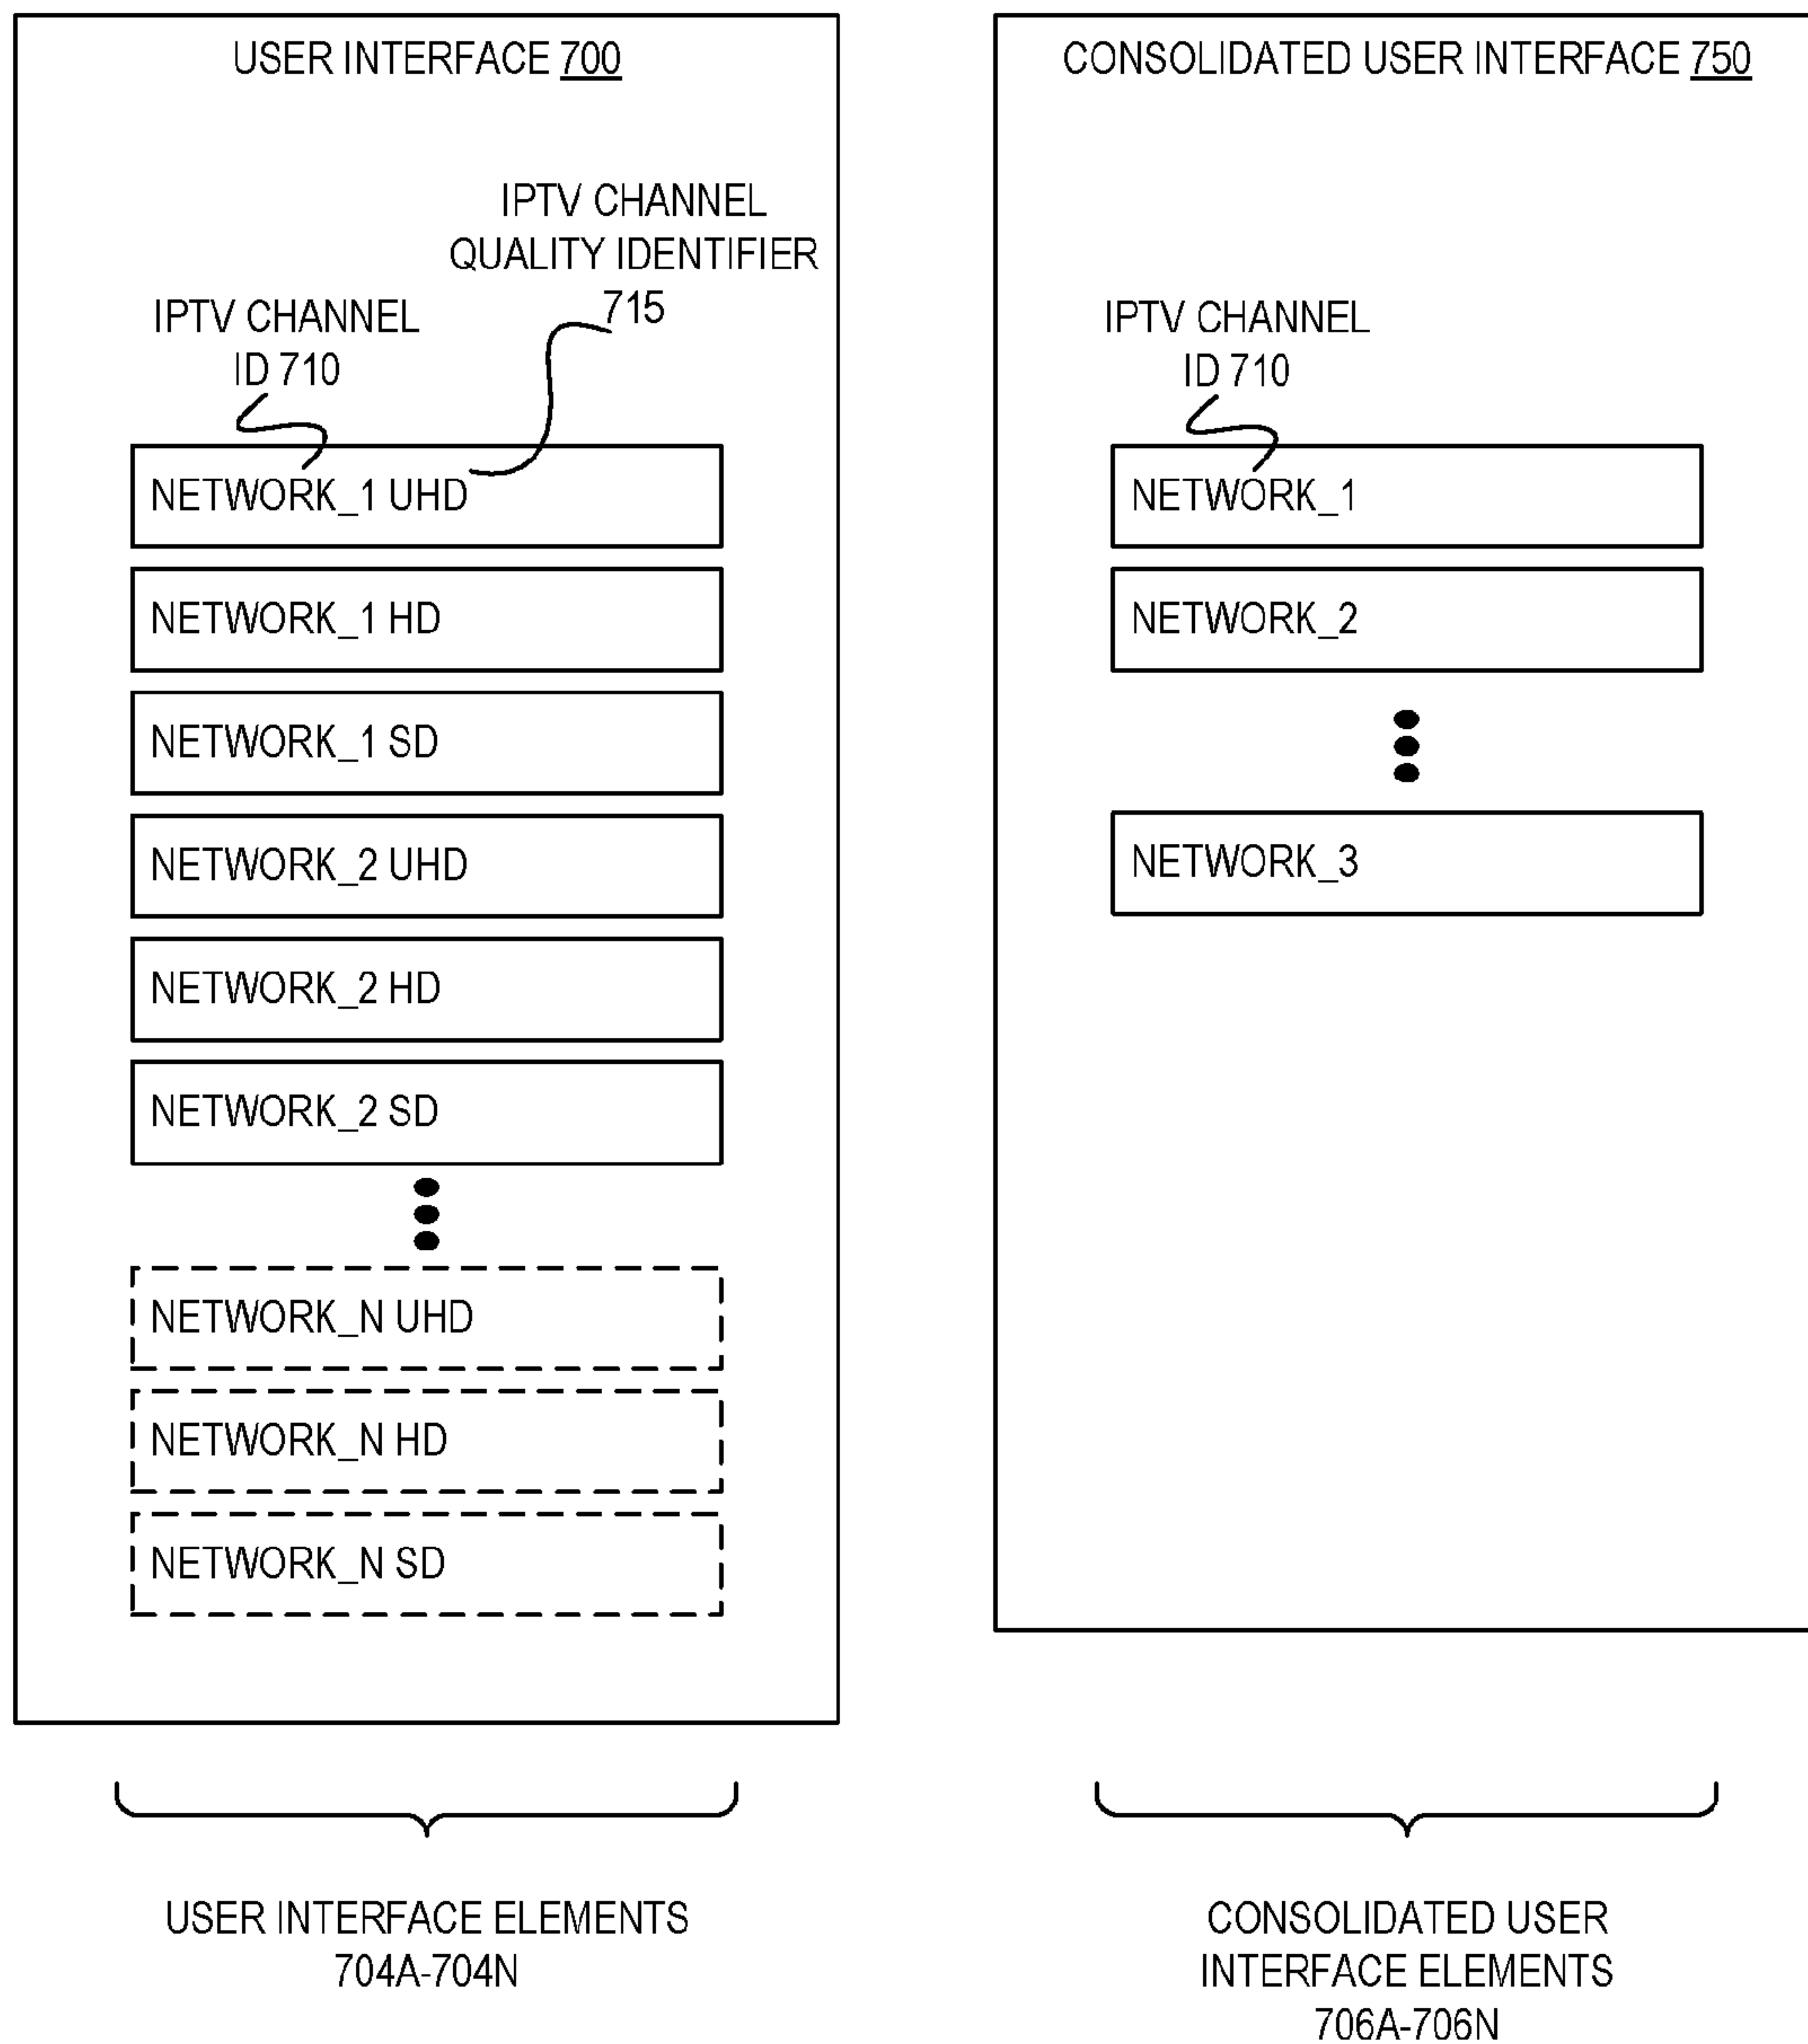 USER INTERFACE 700
IPTV CHANNEL
QUALITY IDENTIFIER
715
IPTV CHANNEL
ID 710
NETWORK_1 UHD
NETWORK_1 HD
NETWORK_1 SD
NETWORK_2 UHD
NETWORK_2 HD
NETWORK_2 SD
NETWORK_N UHD
NETWORK_N HD
NETWORK_N SD
USER INTERFACE ELEMENTS
704A-704N
CONSOLIDATED USER INTERFACE 750
IPTV CHANNEL
ID 710
NETWORK_1
NETWORK_2
NETWORK_3
CONSOLIDATED USER
INTERFACE ELEMENTS
706A-706N